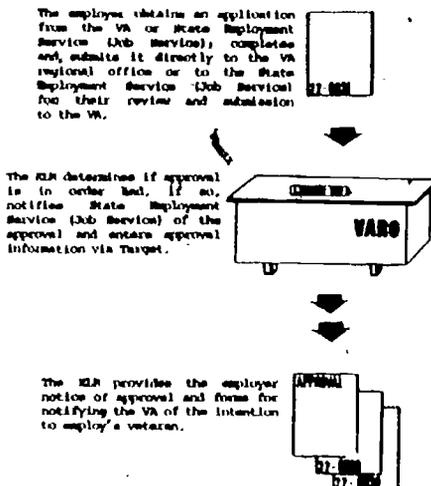 The employer obtains an application
from the VA or State Employment
Service (Job Service); completes
and, submits it directly to the VA
regional office or to the State
Employment Service (Job Service)
for their review and submission
to the VA.
The ELR determines if approval
is in order and, if so,
notifies State Employment
Service (Job Service) of the
approval and enters approval
information via Target.
VARO
The ELR provides the employer
notice of approval and forms for
notifying the VA of the intention
to employ a veteran.
APPROVAL